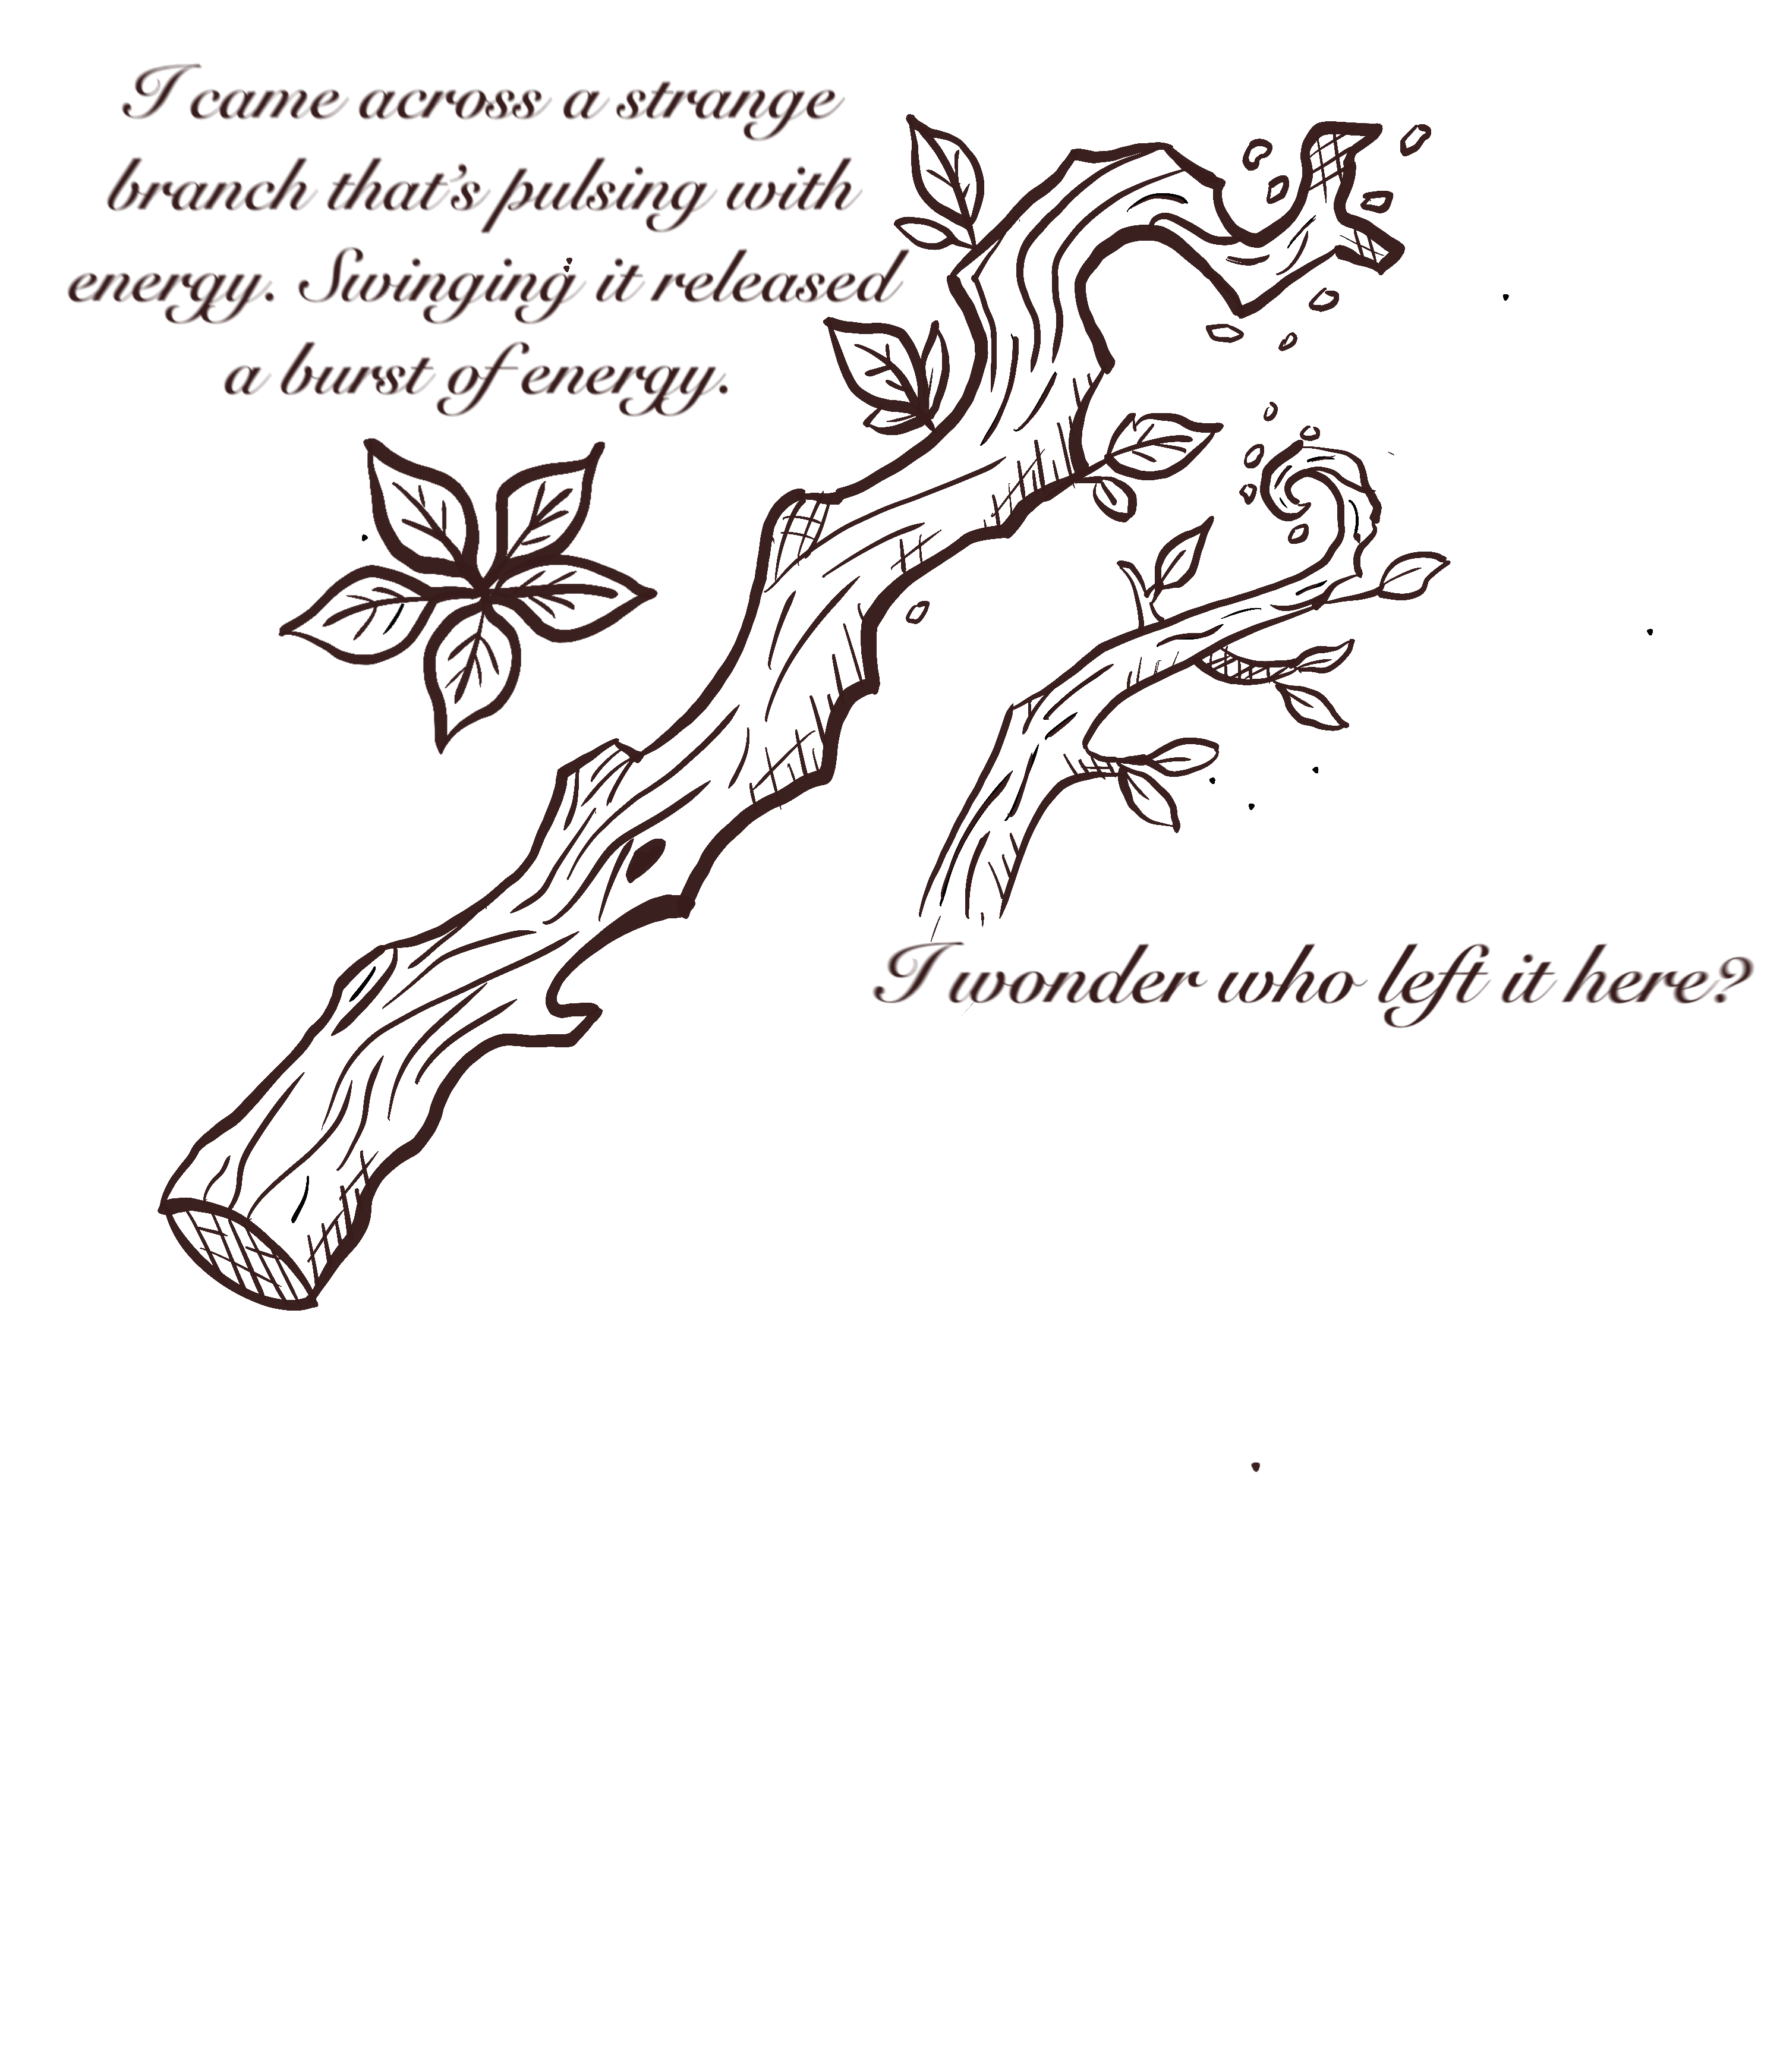 I came across a strange
branch that's pulsing with
energy. Swinging it released
a burst of energy.
I wonder who left it here?